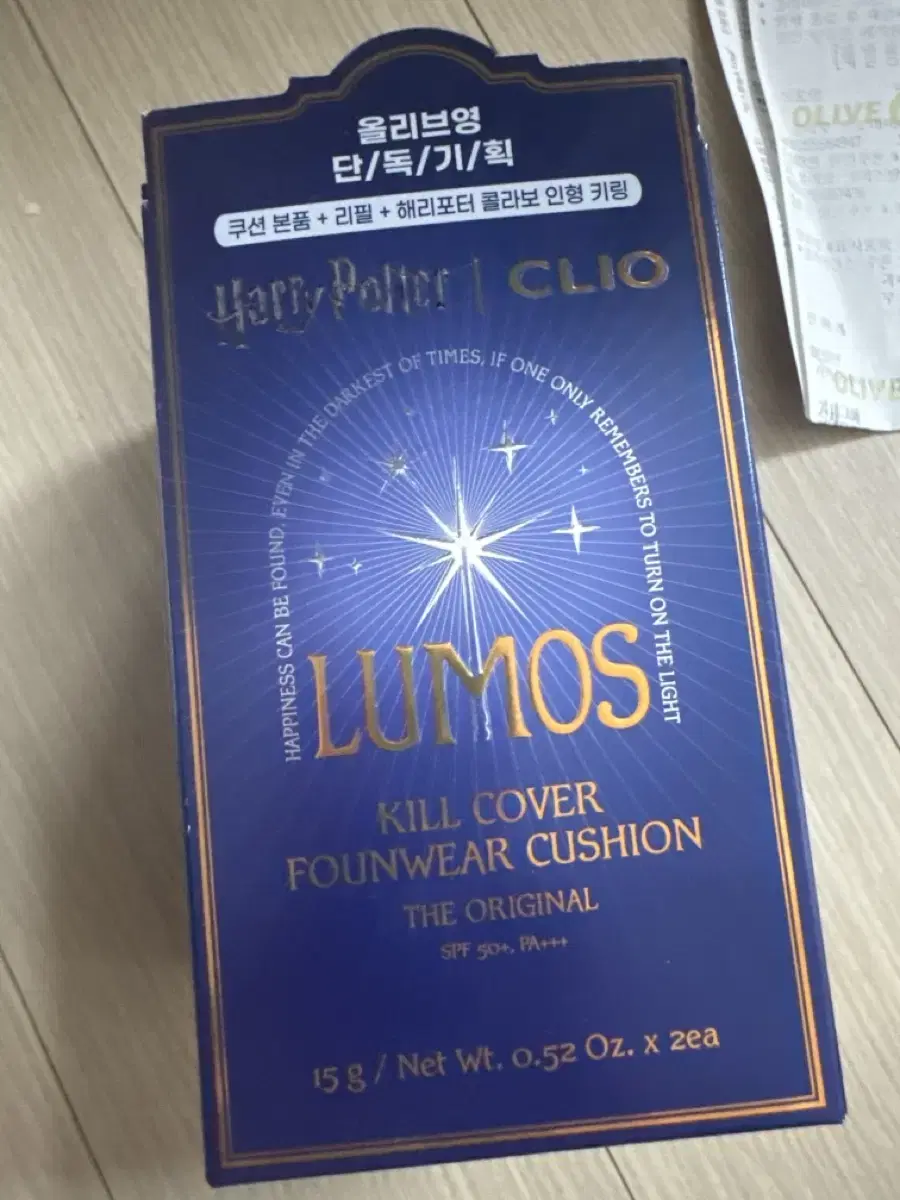 올리브영
단/독/기/획
쿠션 본품 + 리필 + 해리포터 콜라보 인형 키링
Harry Potter | CLIO
HAPPINESS CAN BE FOUND, EVEN IN THE DARKEST OF TIMES, IF ONE ONLY REMEMBERS TO TURN ON THE LIGHT
LUMOS
KILL COVER
FOUNWEAR CUSHION
THE ORIGINAL
SPF 50+, PA+++
15 g / Net Wt. 0.52 Oz. x 2ea
OLIVE
OLIVE